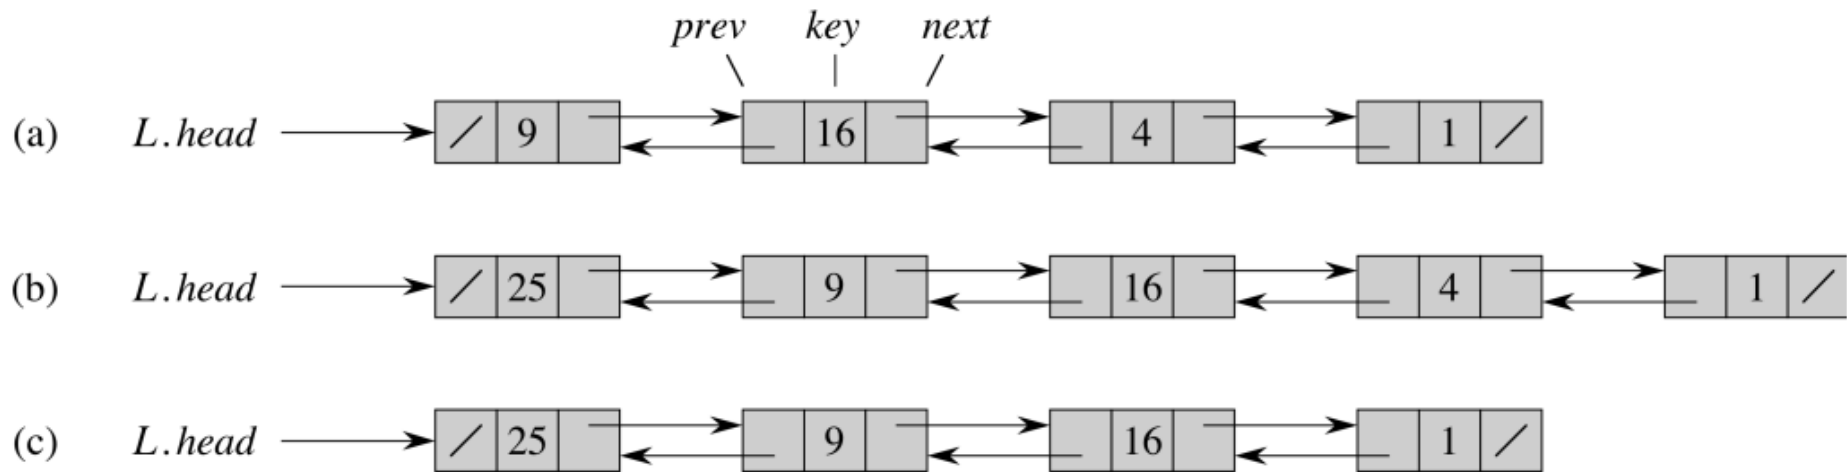 prev key next
(a) L.head / 9 16 4 1 /
(b) L.head / 25 9 16 4 1 /
(c) L.head / 25 9 16 1 /